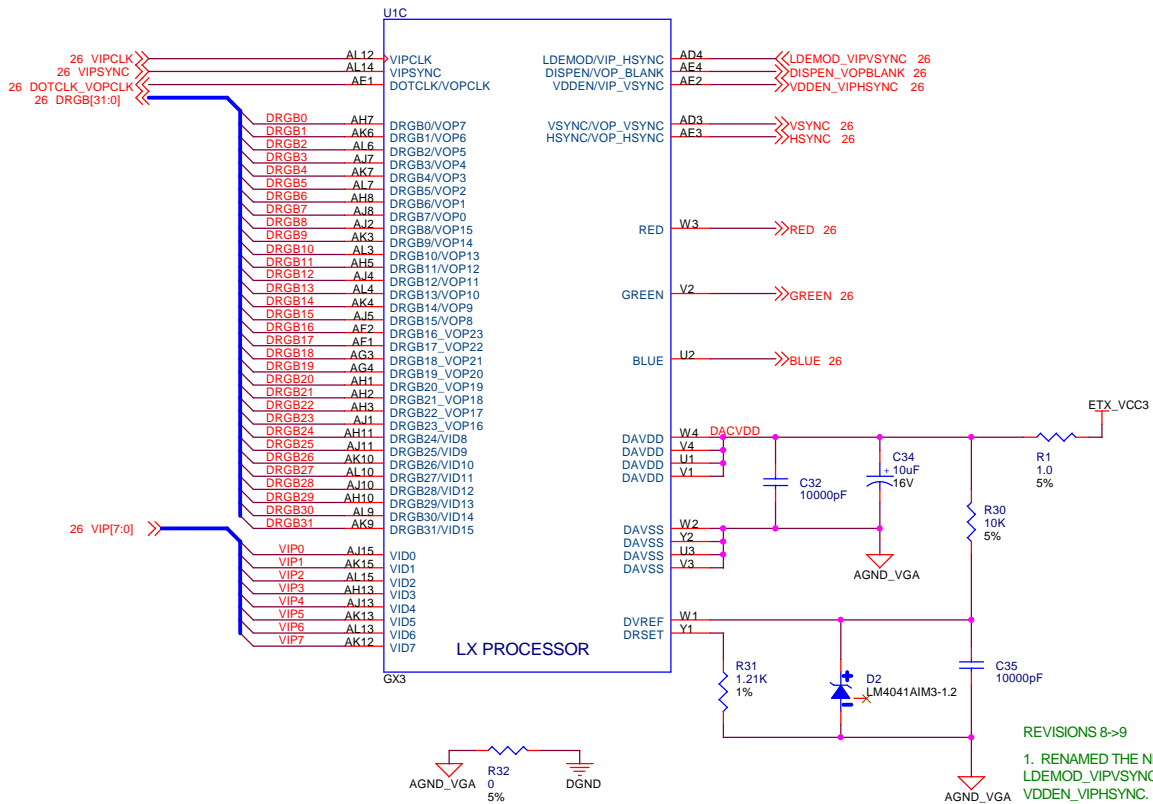 U1C
26 VIPCLK AL12 VIPCLK LDEMOD/VIP_HSYNC AD4 LDEMOD_VIPVSYNC 26
26 VIPSYNC AL14 VIPSYNC DISPEN/VOP_BLANK AE4 DISPEN_VOPBLANK 26
26 DOTCLK_VOPCLK AE1 DOTCLK/VOPCLK VDDEN/VIP_VSYNC AE2 VDDEN_VIPHSYNC 26
26 DRGB[31:0]
DRGB0 AH7 DRGB0/VOP7 VSYNC/VOP_VSYNC AD3 VSYNC 26
DRGB1 AK6 DRGB1/VOP6 HSYNC/VOP_HSYNC AE3 HSYNC 26
DRGB2 AL6 DRGB2/VOP5
DRGB3 AJ7 DRGB3/VOP4
DRGB4 AK7 DRGB4/VOP3
DRGB5 AL7 DRGB5/VOP2
DRGB6 AH8 DRGB6/VOP1
DRGB7 AJ8 DRGB7/VOP0
DRGB8 AJ2 DRGB8/VOP15 RED W3 RED 26
DRGB9 AK3 DRGB9/VOP14
DRGB10 AL3 DRGB10/VOP13
DRGB11 AH5 DRGB11/VOP12
DRGB12 AJ4 DRGB12/VOP11
DRGB13 AL4 DRGB13/VOP10 GREEN V2 GREEN 26
DRGB14 AK4 DRGB14/VOP9
DRGB15 AJ5 DRGB15/VOP8
DRGB16 AF2 DRGB16_VOP23
DRGB17 AF1 DRGB17_VOP22
DRGB18 AG3 DRGB18_VOP21 BLUE U2 BLUE 26
DRGB19 AG4 DRGB19_VOP20
DRGB20 AH1 DRGB20_VOP19
DRGB21 AH2 DRGB21_VOP18
DRGB22 AH3 DRGB22_VOP17
DRGB23 AJ1 DRGB23_VOP16
DRGB24 AH11 DRGB24/VID8 DAVDD W4 DACVDD
DRGB25 AJ11 DRGB25/VID9 DAVDD V4
DRGB26 AK10 DRGB26/VID10 DAVDD U1
DRGB27 AL10 DRGB27/VID11 DAVDD V1
DRGB28 AJ10 DRGB28/VID12
DRGB29 AH10 DRGB29/VID13
DRGB30 AL9 DRGB30/VID14
DRGB31 AK9 DRGB31/VID15 DAVSS W2
DAVSS Y2
DAVSS U3
DAVSS V3
26 VIP[7:0]
VIP0 AJ15 VID0
VIP1 AK15 VID1
VIP2 AL15 VID2
VIP3 AH13 VID3
VIP4 AJ13 VID4
VIP5 AK13 VID5 DVREF W1
VIP6 AL13 VID6 DRSET Y1
VIP7 AK12 VID7
LX PROCESSOR
GX3
ETX_VCC3
R1
1.0
5%
C32
10000pF
C34
+ 10uF
16V
R30
10K
5%
AGND_VGA
R31
1.21K
1%
D2
LM4041AIM3-1.2
C35
10000pF
AGND_VGA
R32
0
5%
AGND_VGA
DGND
REVISIONS 8->9
1. RENAMED THE
LDEMOD_VIPVSYNC
VDDEN_VIPHSYNC.